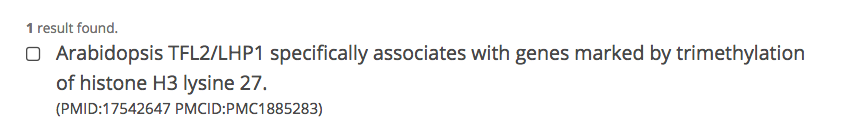 1 result found.
Arabidopsis TFL2/LHP1 specifically associates with genes marked by trimethylation
of histone H3 lysine 27.
(PMID:17542647 PMCID:PMC1885283)